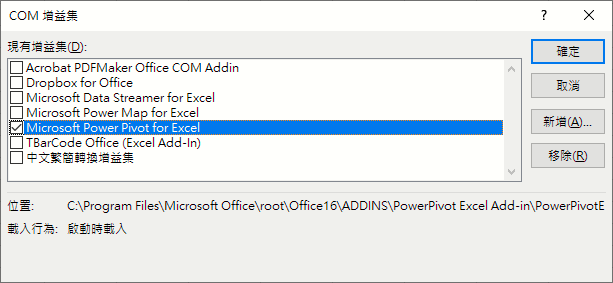 COM 增益集
現有增益集(D):
Acrobat PDFMaker Office COM Addin
Dropbox for Office
Microsoft Data Streamer for Excel
Microsoft Power Map for Excel
Microsoft Power Pivot for Excel
TBarCode Office (Excel Add-In)
中文繁簡轉換增益集
確定
取消
新增(A)...
移除(R)
位置: C:\Program Files\Microsoft Office\root\Office16\ADDINS\PowerPivot Excel Add-in\PowerPivotE
載入行為: 啟動時載入